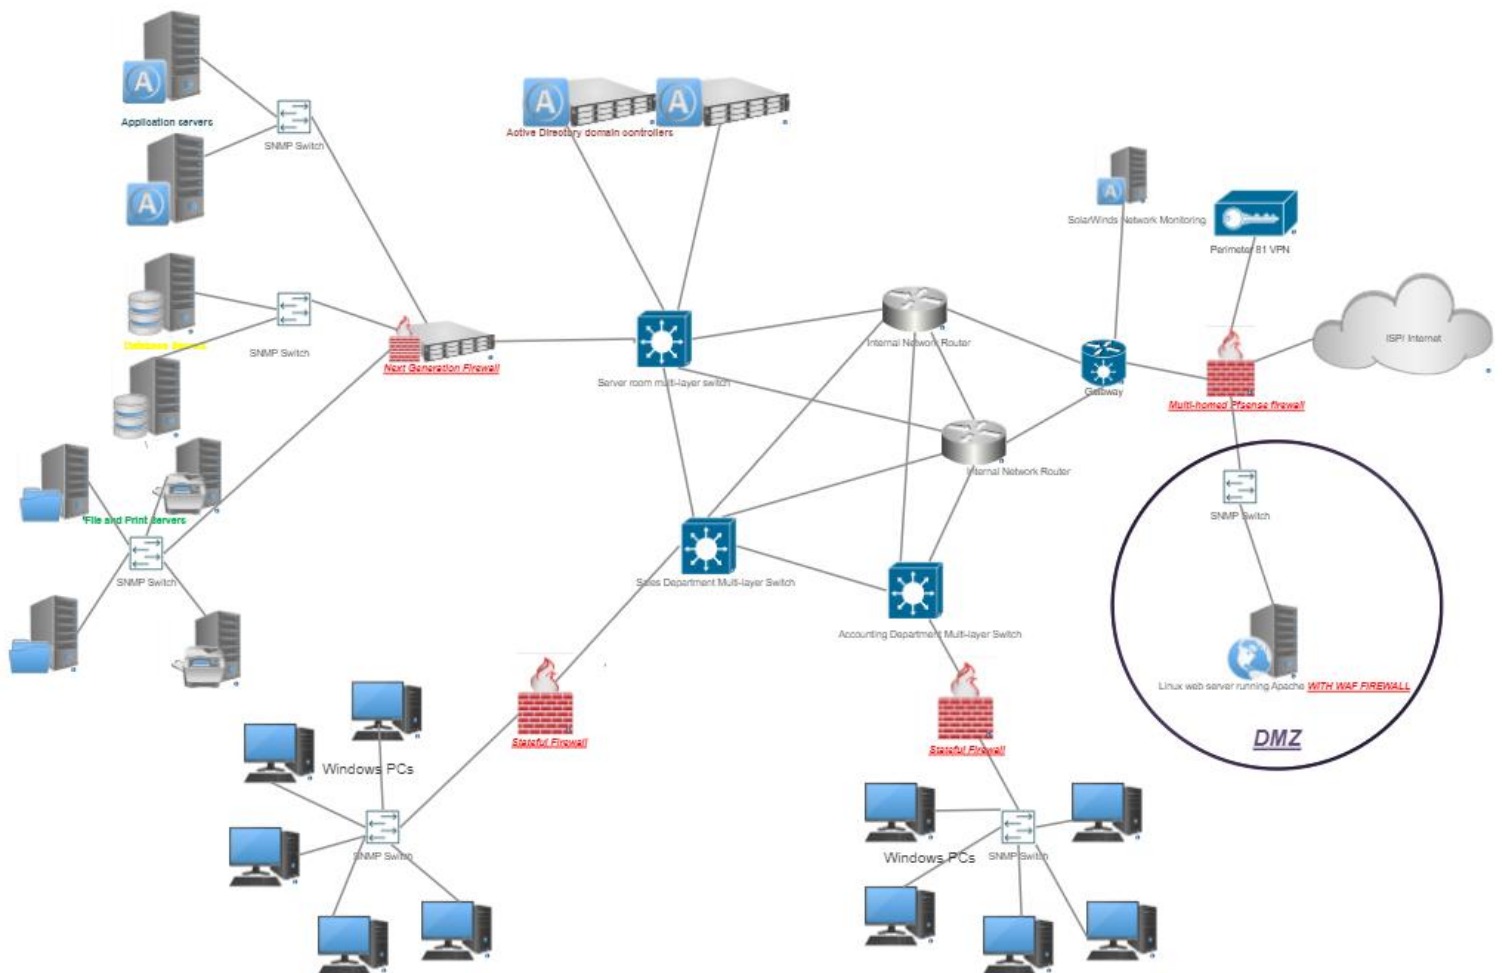 Application servers
SNMP Switch
Active Directory domain controllers
SolarWinds Network Monitoring
Perimeter 81 VPN
ISP/ Internet
Database
SNMP Switch
Next Generation Firewall
Server room multi-layer switch
Internal Network Router
Gateway
Multi-homed Pfsense firewall
Internal Network Router
SNMP Switch
File and Print Servers
SNMP Switch
Sales Department Multi-layer Switch
Accounting Department Multi-layer Switch
Linux web server running Apache WITH WAF FIREWALL
DMZ
Stateful Firewall
Stateful Firewall
Windows PCs
SNMP Switch
Windows PCs
SNMP Switch